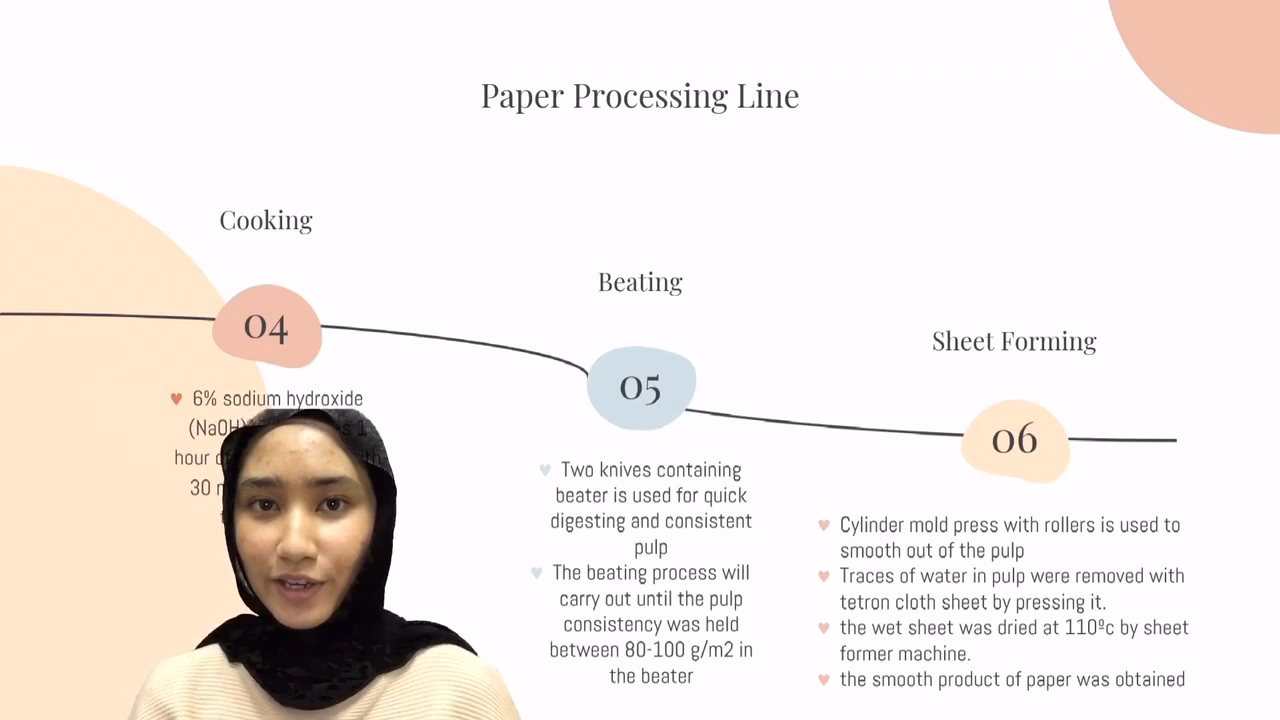 Paper Processing Line
Cooking
04
6% sodium hydroxide
(NaOH) 1
hour of
30
Beating
05
Two knives containing
beater is used for quick
digesting and consistent
pulp
The beating process will
carry out until the pulp
consistency was held
between 80-100 g/m2 in
the beater
Sheet Forming
06
Cylinder mold press with rollers is used to
smooth out of the pulp
Traces of water in pulp were removed with
tetron cloth sheet by pressing it.
the wet sheet was dried at 110ºc by sheet
former machine.
the smooth product of paper was obtained